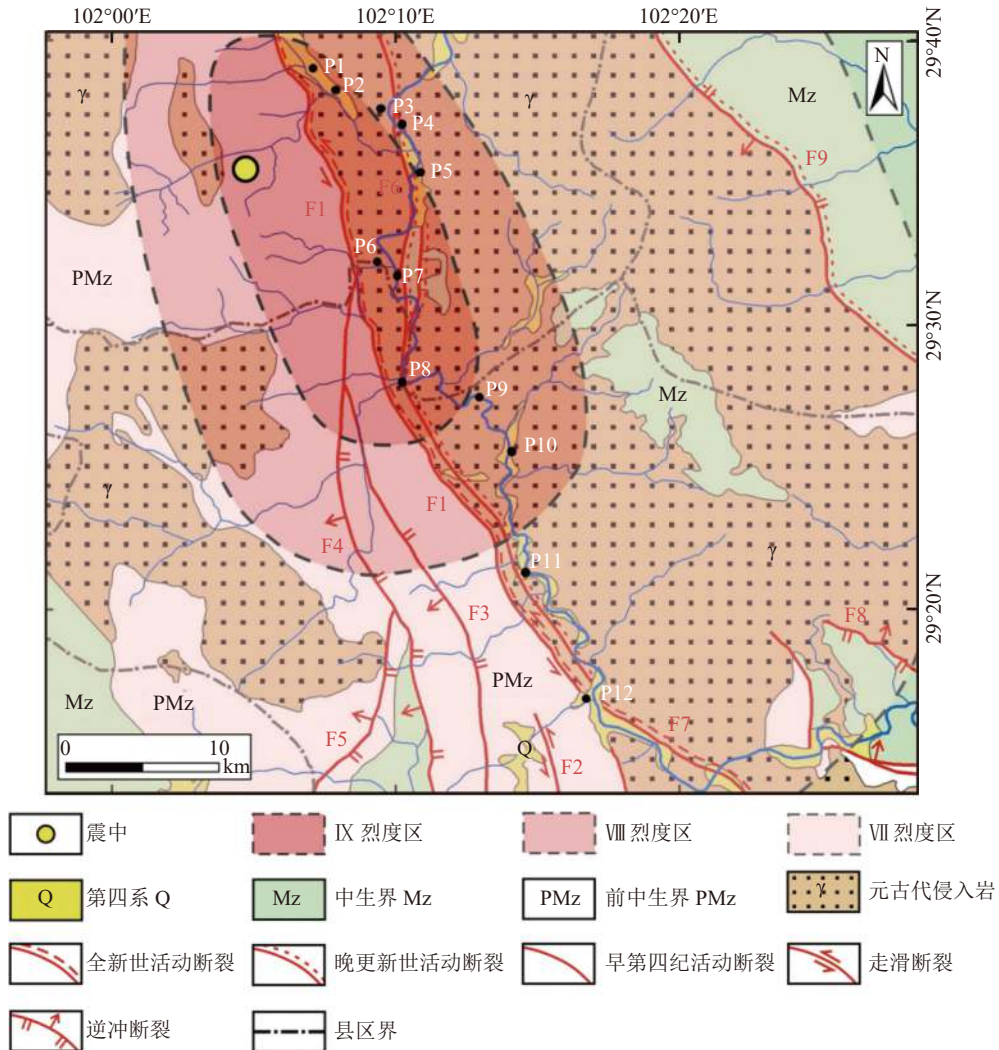 102°00′E 102°10′E 102°20′E
29°40′N
29°30′N
29°20′N
N
γ
P1
P2
P3
P4
γ
Mz
P5
F9
F6
F1
P6
P7
PMz
P8
P9
Mz
P10
γ
F1
F4
P11
γ
F3
F8
PMz
P12
Mz
PMz
F5
Q
F2
F7
0 10
km
震中
Ⅸ 烈度区
Ⅷ 烈度区
Ⅶ 烈度区
Q 第四系 Q
Mz 中生界 Mz
PMz 前中生界 PMz
γ 元古代侵入岩
全新世活动断裂
晚更新世活动断裂
早第四纪活动断裂
走滑断裂
逆冲断裂
县区界